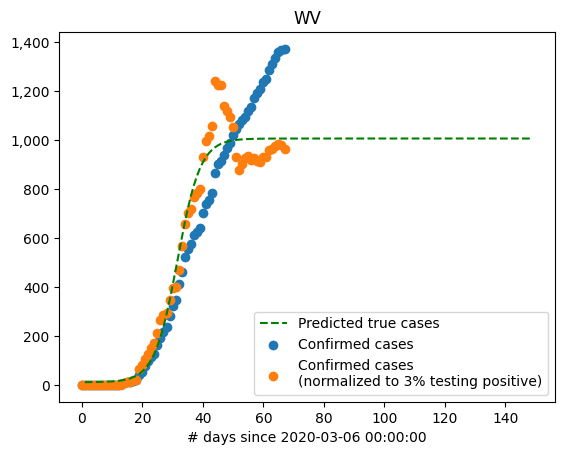 WV
1,400
1,200
1,000
800
600
400
200
0
Predicted true cases
Confirmed cases
Confirmed cases
(normalized to 3% testing positive)
0 20 40 60 80 100 120 140
# days since 2020-03-06 00:00:00